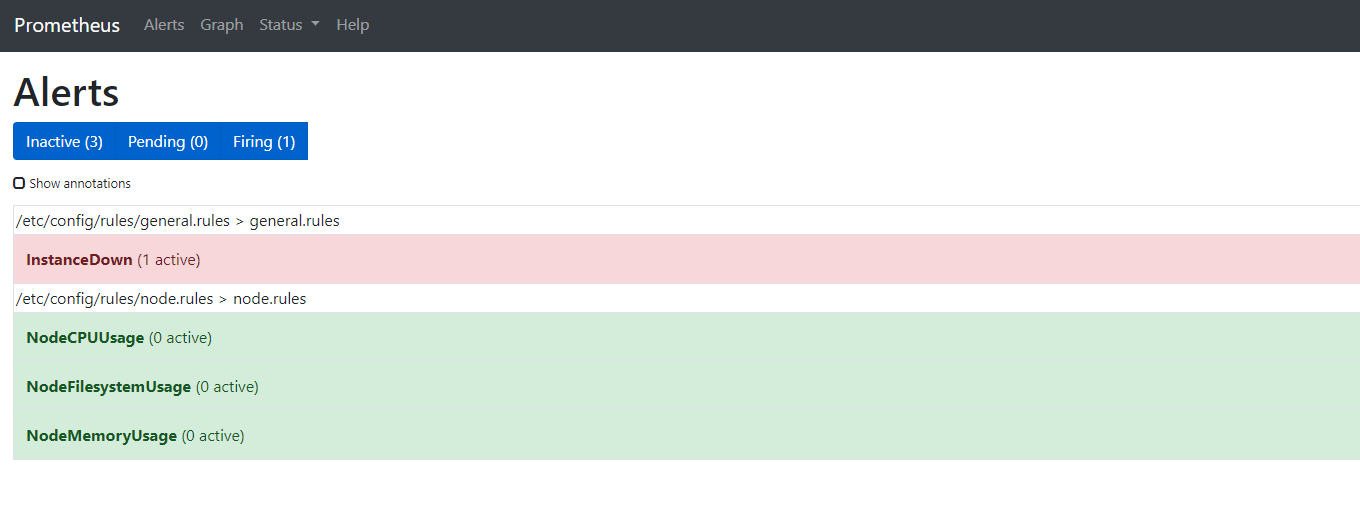 Prometheus Alerts Graph Status Help
Alerts
Inactive (3) Pending (0) Firing (1)
Show annotations
/etc/config/rules/general.rules > general.rules
InstanceDown (1 active)
/etc/config/rules/node.rules > node.rules
NodeCPUUsage (0 active)
NodeFilesystemUsage (0 active)
NodeMemoryUsage (0 active)